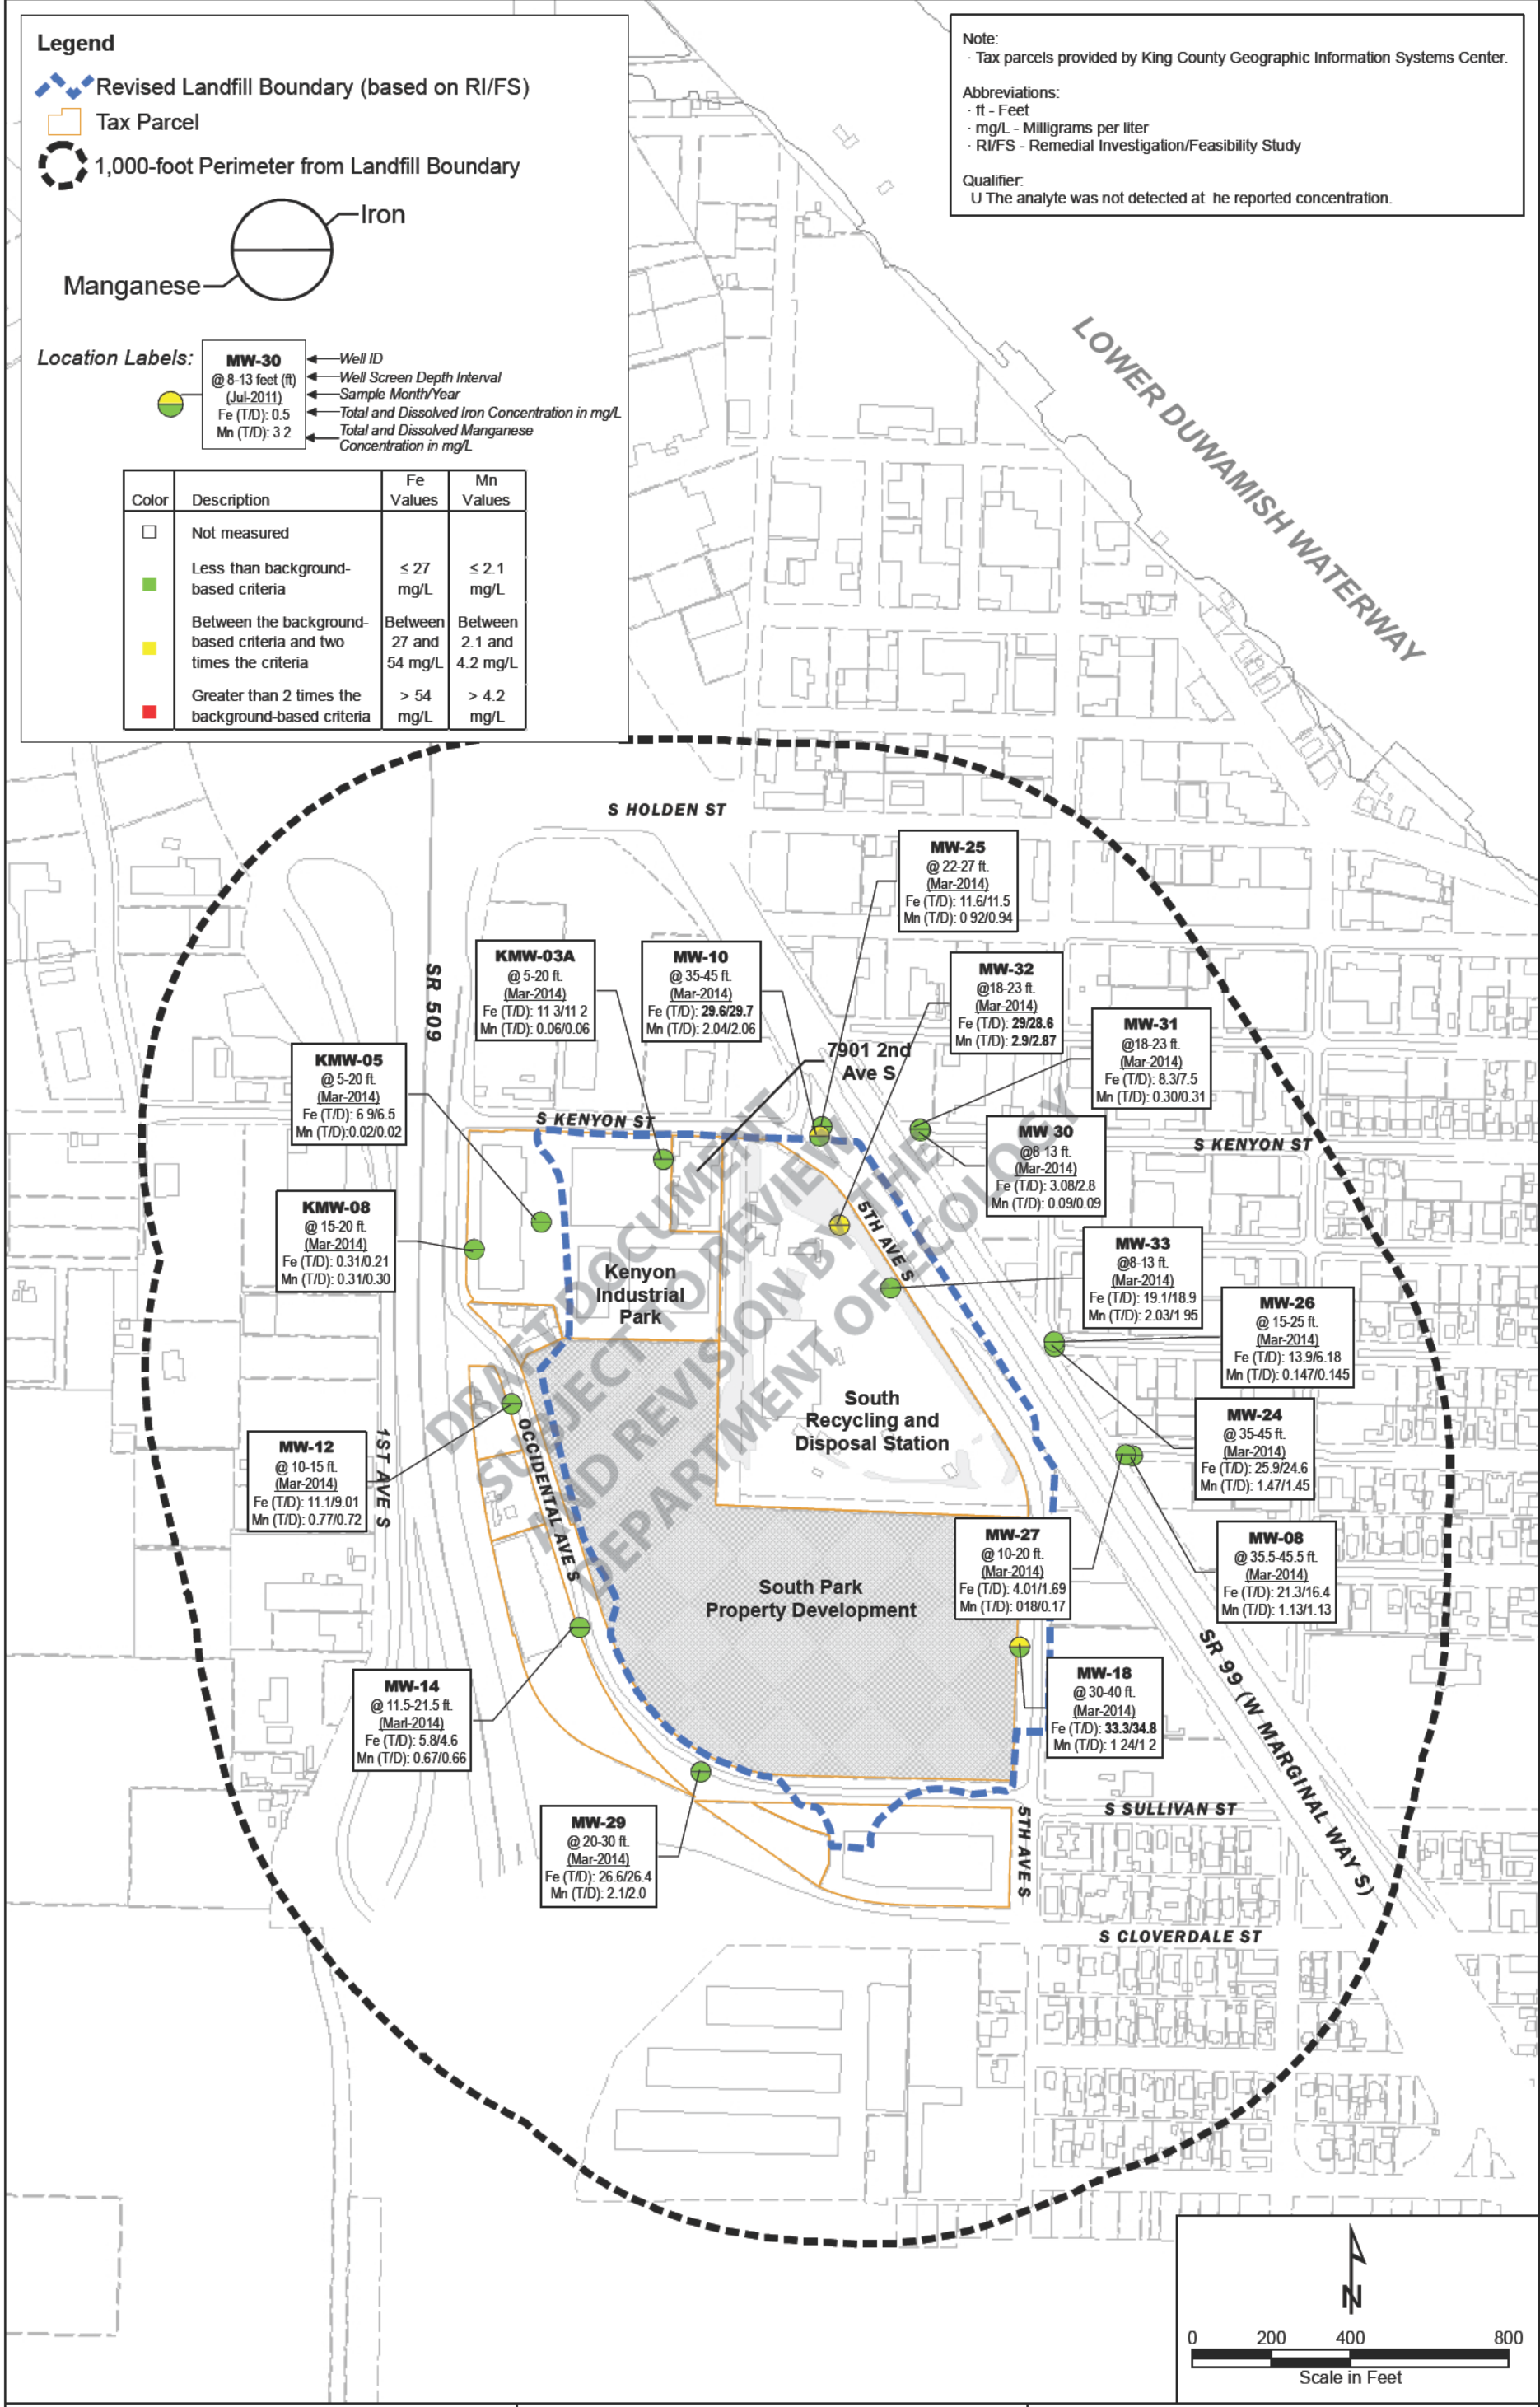 Legend
Revised Landfill Boundary (based on RI/FS)
Tax Parcel
1,000-foot Perimeter from Landfill Boundary
Iron
Manganese
Location Labels:
MW-30
@ 8-13 feet (ft)
(Jul-2011)
Fe (T/D): 0.5
Mn (T/D): 3 2
Well ID
Well Screen Depth Interval
Sample Month/Year
Total and Dissolved Iron Concentration in mg/L
Total and Dissolved Manganese
Concentration in mg/L
Color Description Fe Values Mn Values
Not measured
Less than background- ≤ 27 ≤ 2.1
based criteria mg/L mg/L
Between the background- Between Between
based criteria and two 27 and 2.1 and
times the criteria 54 mg/L 4.2 mg/L
Greater than 2 times the > 54 > 4.2
background-based criteria mg/L mg/L
Note:
· Tax parcels provided by King County Geographic Information Systems Center.
Abbreviations:
· ft - Feet
· mg/L - Milligrams per liter
· RI/FS - Remedial Investigation/Feasibility Study
Qualifier:
U The analyte was not detected at he reported concentration.
LOWER DUWAMISH WATERWAY
S HOLDEN ST
MW-25
@ 22-27 ft.
(Mar-2014)
Fe (T/D): 11.6/11.5
Mn (T/D): 0 92/0.94
SR 509
KMW-03A
@ 5-20 ft.
(Mar-2014)
Fe (T/D): 11 3/11 2
Mn (T/D): 0.06/0.06
MW-10
@ 35-45 ft.
(Mar-2014)
Fe (T/D): 29.6/29.7
Mn (T/D): 2.04/2.06
MW-32
@18-23 ft.
(Mar-2014)
Fe (T/D): 29/28.6
Mn (T/D): 2.9/2.87
MW-31
@18-23 ft.
(Mar-2014)
Fe (T/D): 8.3/7.5
Mn (T/D): 0.30/0.31
7901 2nd
Ave S
KMW-05
@ 5-20 ft.
(Mar-2014)
Fe (T/D): 6 9/6.5
Mn (T/D):0.02/0.02
S KENYON ST
MW 30
@8 13 ft.
(Mar-2014)
Fe (T/D): 3.08/2.8
Mn (T/D): 0.09/0.09
S KENYON ST
KMW-08
@ 15-20 ft.
(Mar-2014)
Fe (T/D): 0.31/0.21
Mn (T/D): 0.31/0.30
5TH AVE S
MW-33
@8-13 ft.
(Mar-2014)
Fe (T/D): 19.1/18.9
Mn (T/D): 2.03/1 95
Kenyon
Industrial
Park
MW-26
@ 15-25 ft.
(Mar-2014)
Fe (T/D): 13.9/6.18
Mn (T/D): 0.147/0.145
South
Recycling and
Disposal Station
MW-24
@ 35-45 ft.
(Mar-2014)
Fe (T/D): 25.9/24.6
Mn (T/D): 1.47/1.45
1ST AVE S
OCCIDENTAL AVE S
MW-12
@ 10-15 ft.
(Mar-2014)
Fe (T/D): 11.1/9.01
Mn (T/D): 0.77/0.72
MW-27
@ 10-20 ft.
(Mar-2014)
Fe (T/D): 4.01/1.69
Mn (T/D): 018/0.17
MW-08
@ 35.5-45.5 ft.
(Mar-2014)
Fe (T/D): 21.3/16.4
Mn (T/D): 1.13/1.13
South Park
Property Development
MW-14
@ 11.5-21.5 ft.
(Marl-2014)
Fe (T/D): 5.8/4.6
Mn (T/D): 0.67/0.66
MW-18
@ 30-40 ft.
(Mar-2014)
Fe (T/D): 33.3/34.8
Mn (T/D): 1 24/1 2
SR 99 (W MARGINAL WAY S)
MW-29
@ 20-30 ft.
(Mar-2014)
Fe (T/D): 26.6/26.4
Mn (T/D): 2.1/2.0
S SULLIVAN ST
5TH AVE S
S CLOVERDALE ST
DRAFT DOCUMENT
SUBJECT TO REVIEW
AND REVISION BY THE
DEPARTMENT OF ECOLOGY
N
0 200 400 800
Scale in Feet